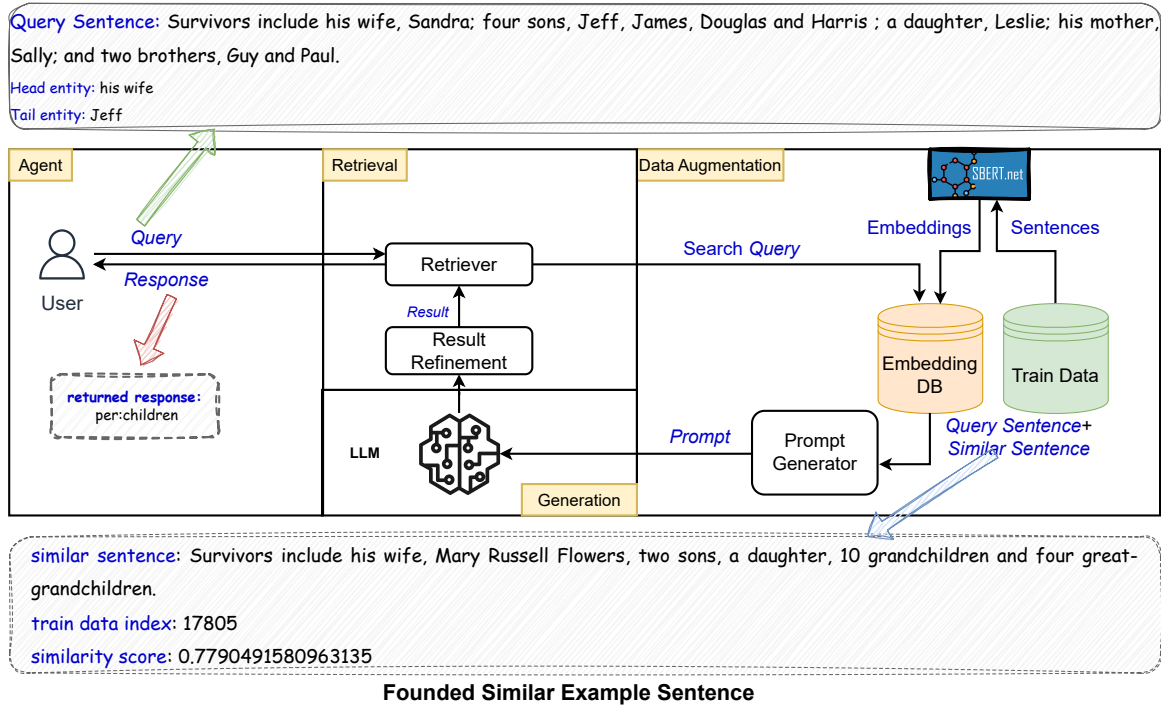 Query Sentence: Survivors include his wife, Sandra; four sons, Jeff, James, Douglas and Harris ; a daughter, Leslie; his mother,
Sally; and two brothers, Guy and Paul.
Head entity: his wife
Tail entity: Jeff
Agent
Retrieval
Data Augmentation
SBERT.net
Embeddings
Sentences
Query
Search Query
Retriever
User
Response
Result
Result
Refinement
Embedding
DB
Train Data
returned response:
per:children
LLM
Prompt
Prompt
Generator
Query Sentence+
Similar Sentence
Generation
similar sentence: Survivors include his wife, Mary Russell Flowers, two sons, a daughter, 10 grandchildren and four great-
grandchildren.
train data index: 17805
similarity score: 0.7790491580963135
Founded Similar Example Sentence